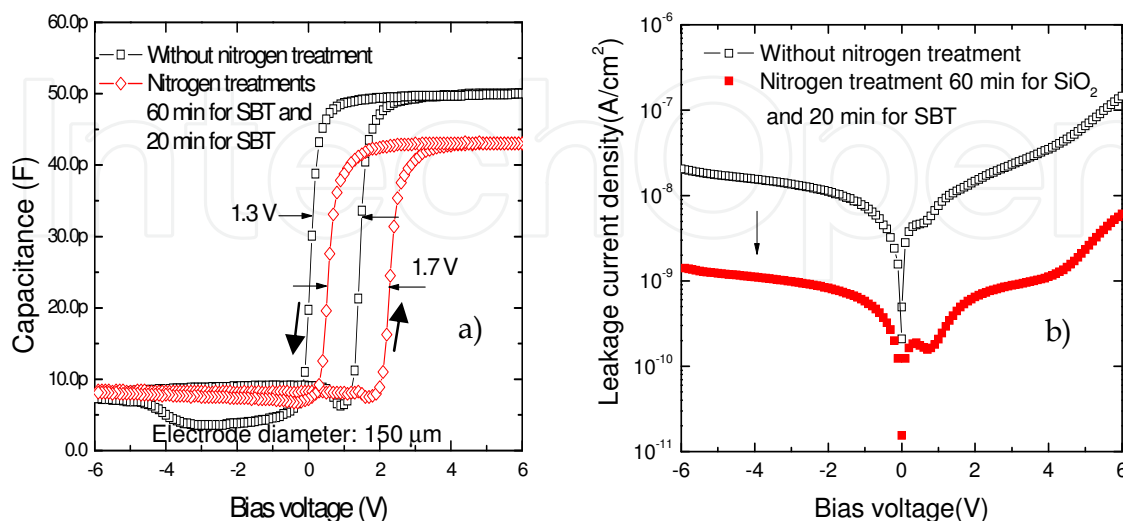 60.0p
50.0p
40.0p
30.0p
20.0p
10.0p
0.0
Capacitance (F)
Without nitrogen treatment
Nitrogen treatments
60 min for SBT and
20 min for SBT
1.3 V
1.7 V
a)
Electrode diameter: 150 μm
-6 -4 -2 0 2 4 6
Bias voltage (V)
10⁻⁶
10⁻⁷
10⁻⁸
10⁻⁹
10⁻¹⁰
10⁻¹¹
Leakage current density(A/cm²)
Without nitrogen treatment
Nitrogen treatment 60 min for SiO₂
and 20 min for SBT
b)
-6 -4 -2 0 2 4 6
Bias voltage(V)
IntechOpen